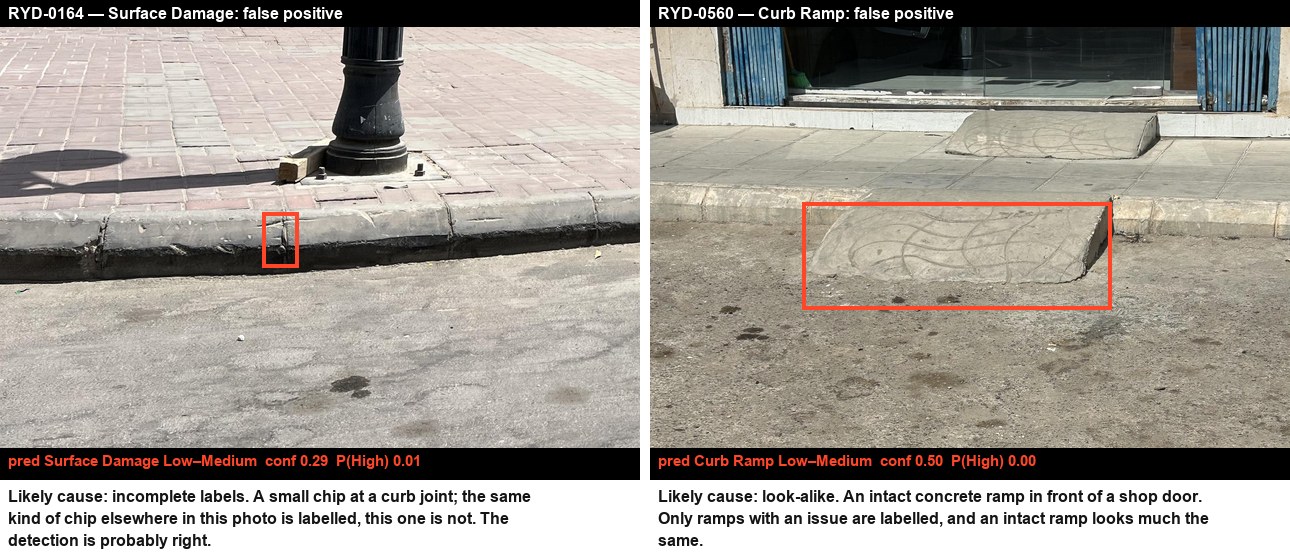 RYD-0164 — Surface Damage: false positive
pred Surface Damage Low–Medium  conf 0.29  P(High) 0.01
Likely cause: incomplete labels. A small chip at a curb joint; the same
kind of chip elsewhere in this photo is labelled, this one is not. The
detection is probably right.
RYD-0560 — Curb Ramp: false positive
pred Curb Ramp Low–Medium  conf 0.50  P(High) 0.00
Likely cause: look-alike. An intact concrete ramp in front of a shop door.
Only ramps with an issue are labelled, and an intact ramp looks much the
same.